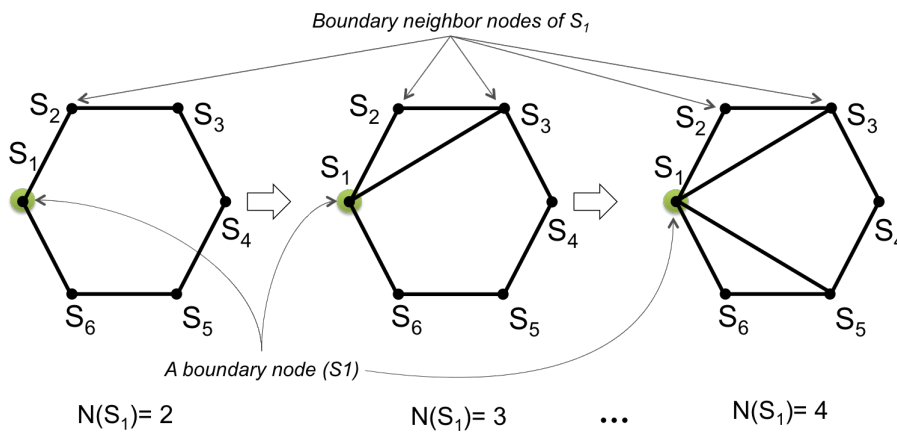 Boundary neighbor nodes of S₁
S₂
S₃
S₁
S₄
S₆
S₅
S₂
S₃
S₁
S₄
S₆
S₅
S₂
S₃
S₁
S₄
S₆
S₅
A boundary node (S1)
N(S₁)= 2
N(S₁)= 3
...
N(S₁)= 4